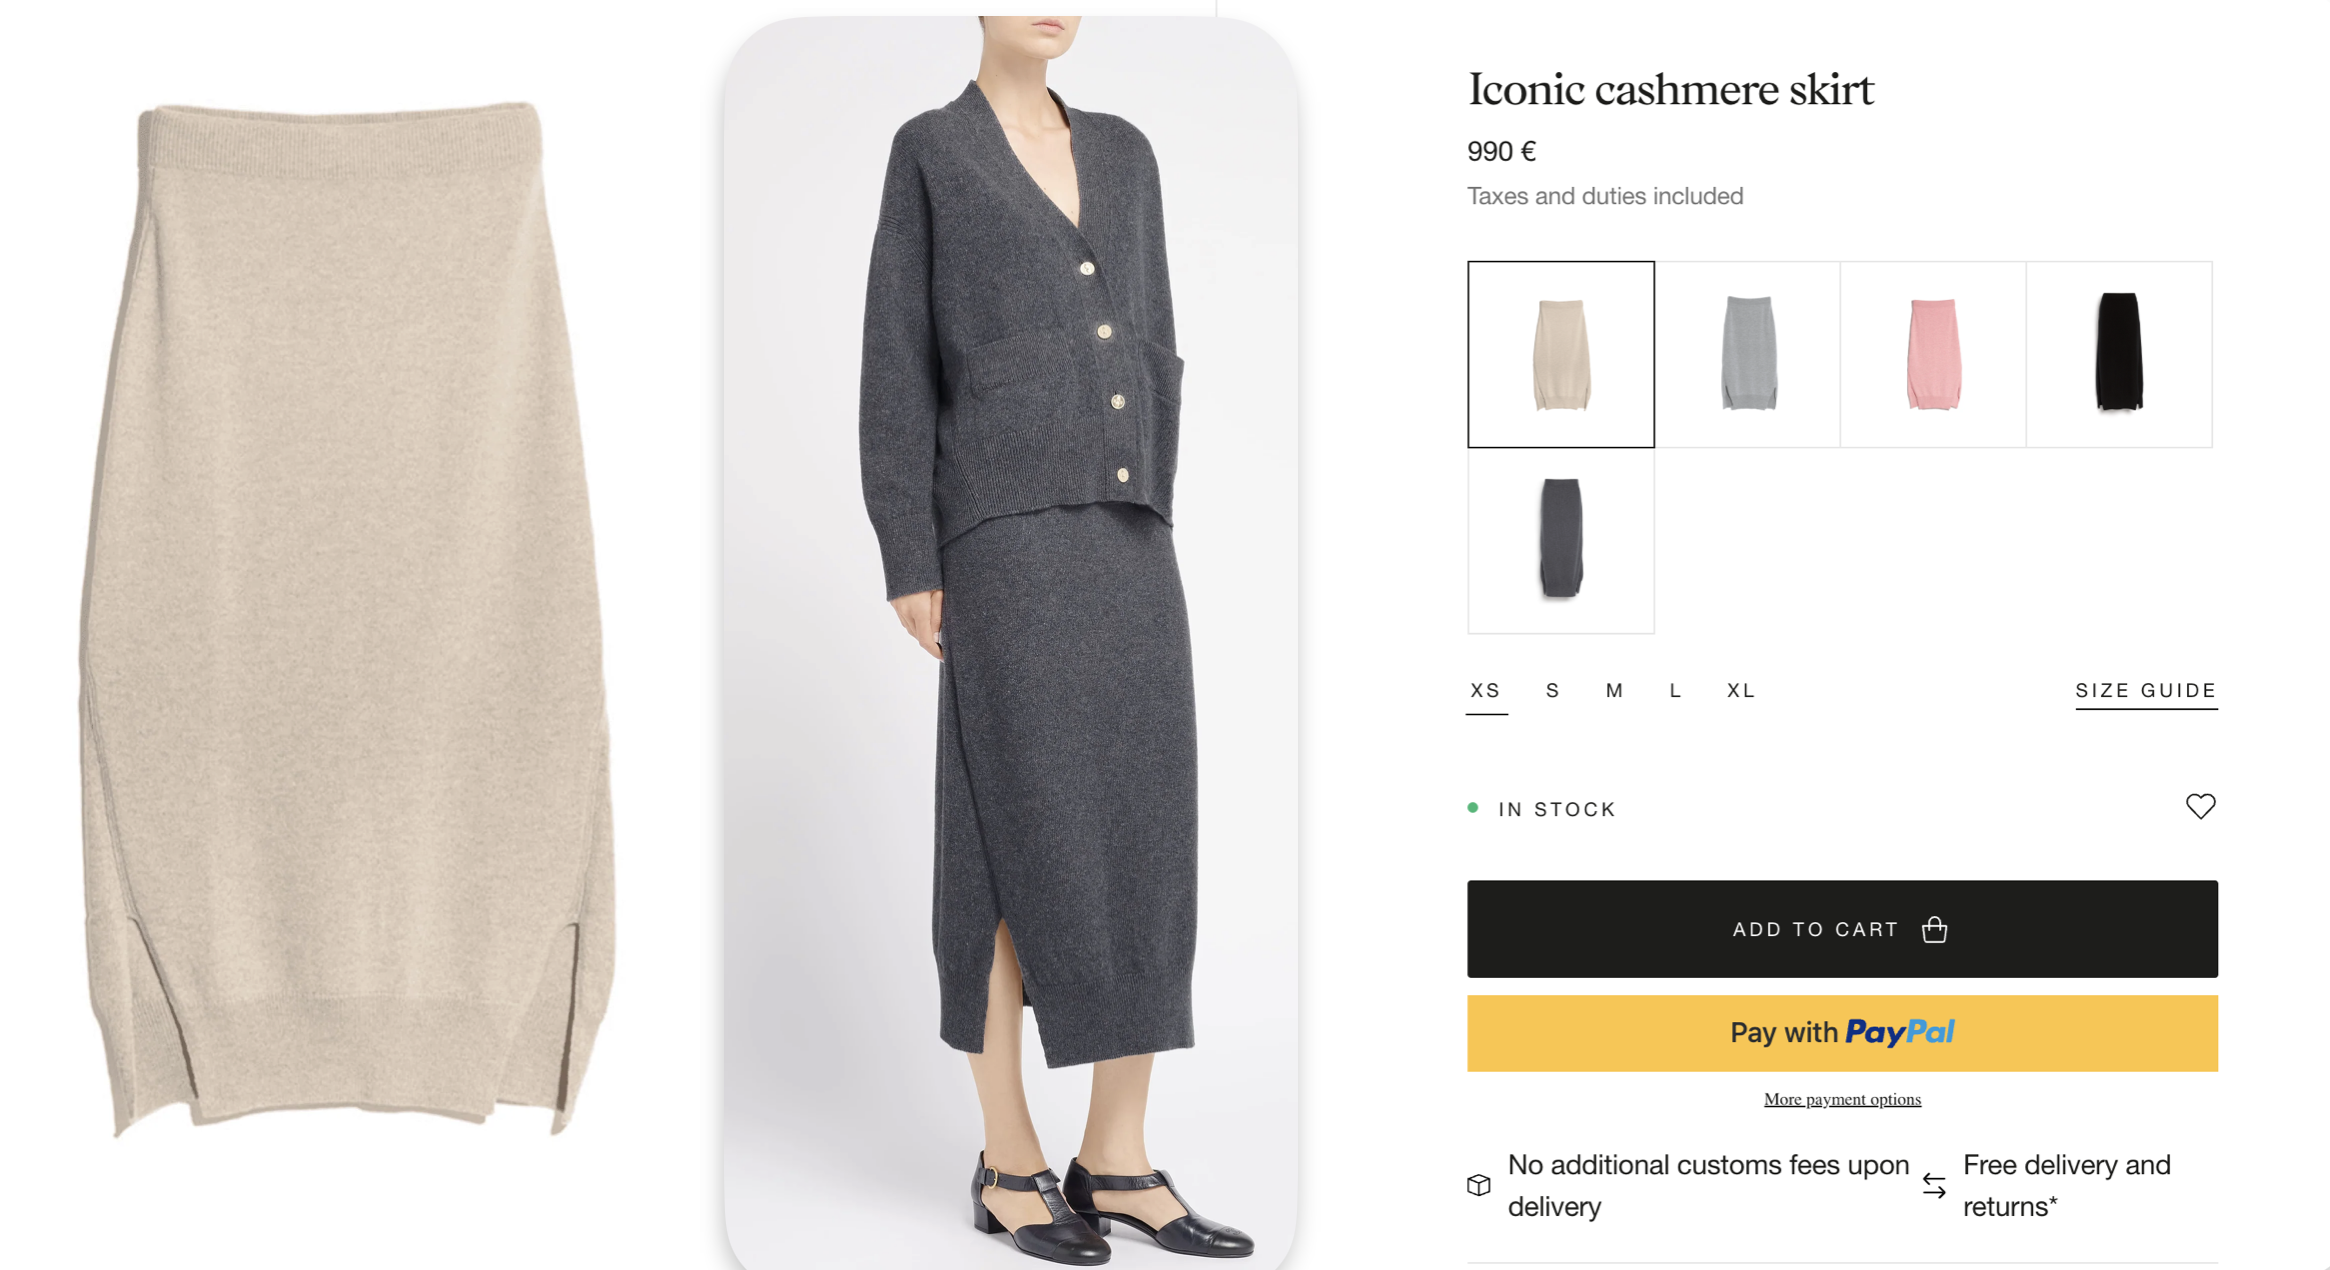 Iconic cashmere skirt
990 €
Taxes and duties included
XS S M L XL SIZE GUIDE
IN STOCK
ADD TO CART
Pay with PayPal
More payment options
No additional customs fees upon
delivery
Free delivery and
returns*